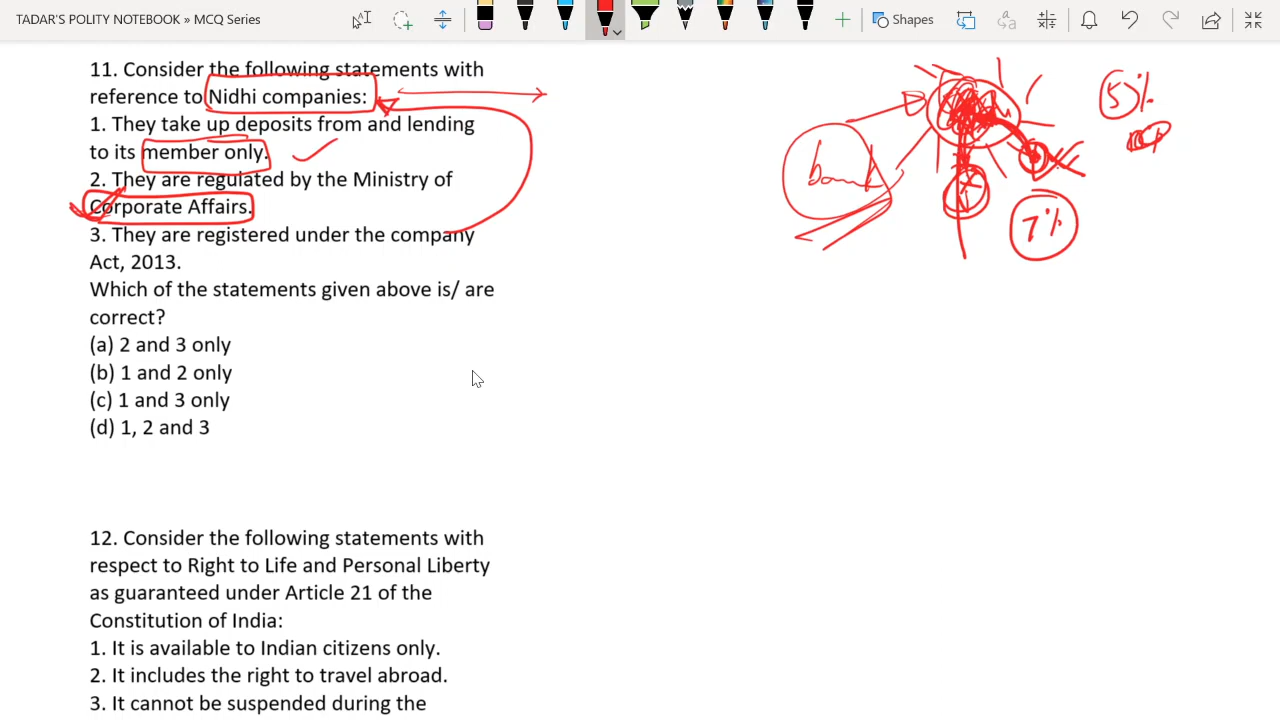 TADAR'S POLITY NOTEBOOK » MCQ Series
Shapes
11. Consider the following statements with
reference to Nidhi companies:
1. They take up deposits from and lending
to its member only.
2. They are regulated by the Ministry of
Corporate Affairs.
3. They are registered under the company
Act, 2013.
Which of the statements given above is/ are
correct?
(a) 2 and 3 only
(b) 1 and 2 only
(c) 1 and 3 only
(d) 1, 2 and 3
bank
5%
7%
12. Consider the following statements with
respect to Right to Life and Personal Liberty
as guaranteed under Article 21 of the
Constitution of India:
1. It is available to Indian citizens only.
2. It includes the right to travel abroad.
3. It cannot be suspended during the